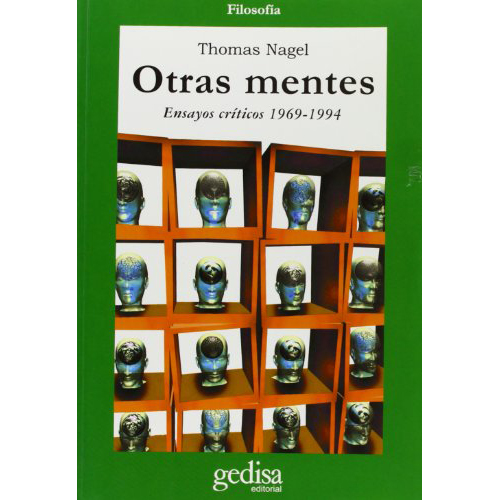 Filosofía
Thomas Nagel
Otras mentes
Ensayos críticos 1969-1994
gedisa
editorial